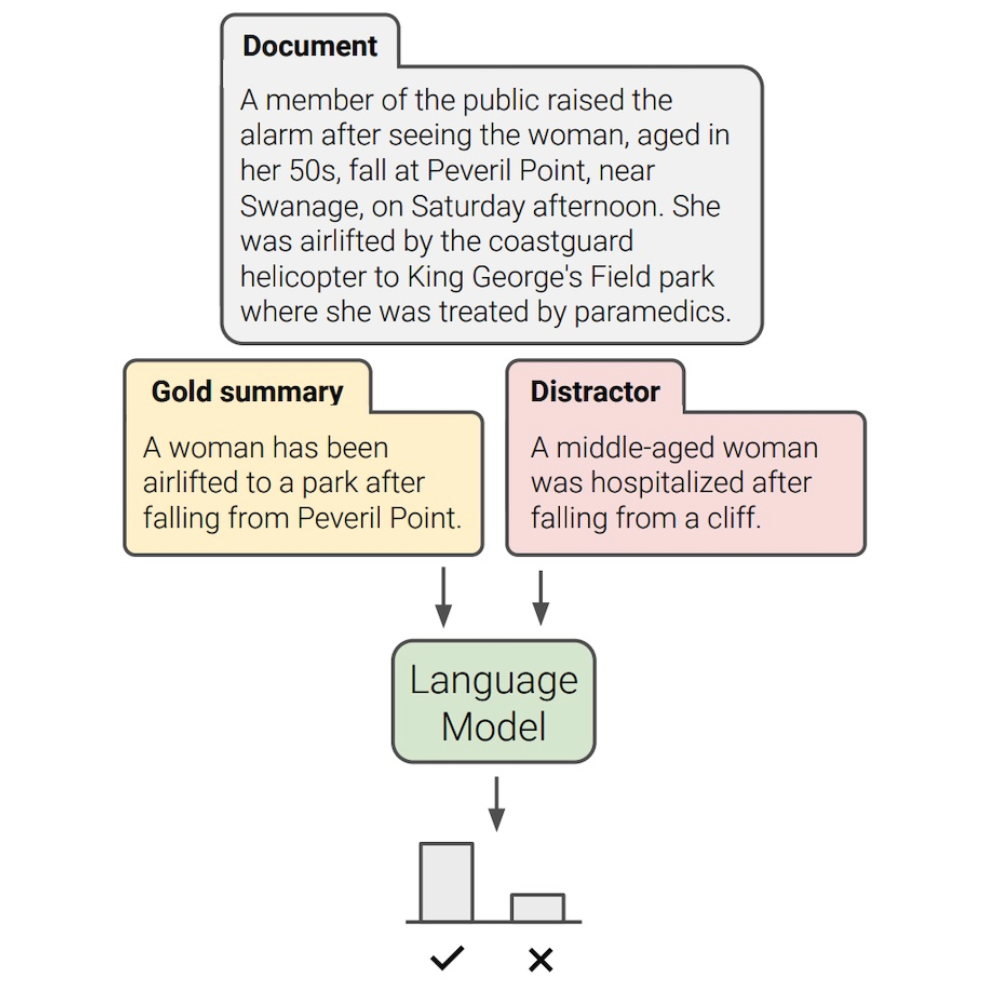 Document
A member of the public raised the
alarm after seeing the woman, aged in
her 50s, fall at Peveril Point, near
Swanage, on Saturday afternoon. She
was airlifted by the coastguard
helicopter to King George's Field park
where she was treated by paramedics.
Gold summary
A woman has been
airlifted to a park after
falling from Peveril Point.
Distractor
A middle-aged woman
was hospitalized after
falling from a cliff.
Language
Model